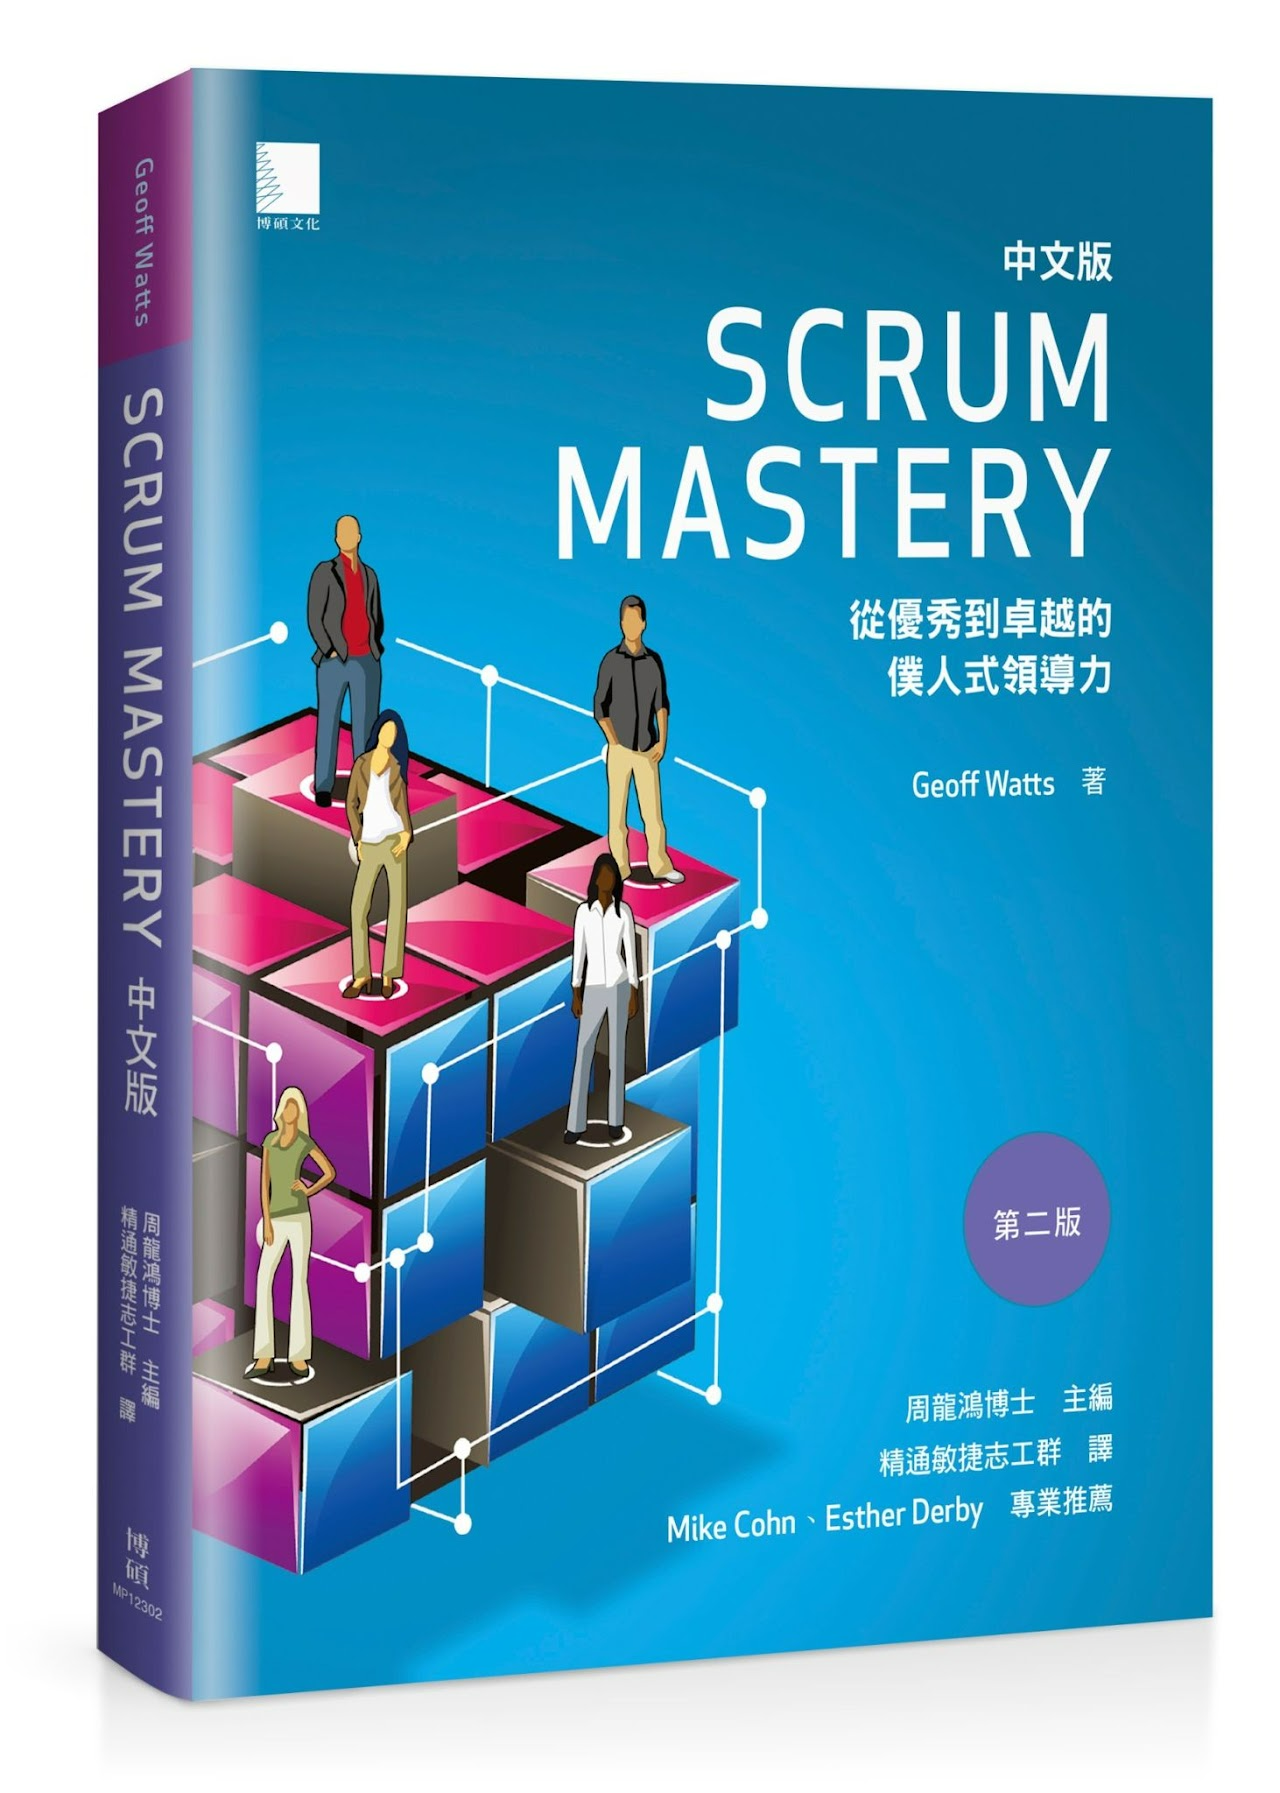 Geoff Watts
SCRUM MASTERY 中文版
周龍鴻博士 主編
精通敏捷志工群 譯
博碩
MP12302
博碩文化
中文版
SCRUM
MASTERY
從優秀到卓越的
僕人式領導力
Geoff Watts 著
第二版
周龍鴻博士 主編
精通敏捷志工群 譯
Mike Cohn、Esther Derby 專業推薦